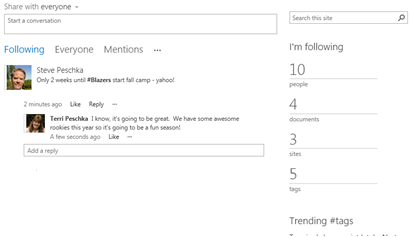 Share with everyone
Start a conversation
Following Everyone Mentions ...
Steve Peschka
Only 2 weeks until #Blazers start fall camp - yahoo!
2 minutes ago Like Reply ...
Terri Peschka I know, it's going to be great. We have some awesome
rookies this year so it's going to be a fun season!
A few seconds ago Like ...
Add a reply
Search this site
I'm following
10
people
4
documents
3
sites
5
tags
Trending #tags